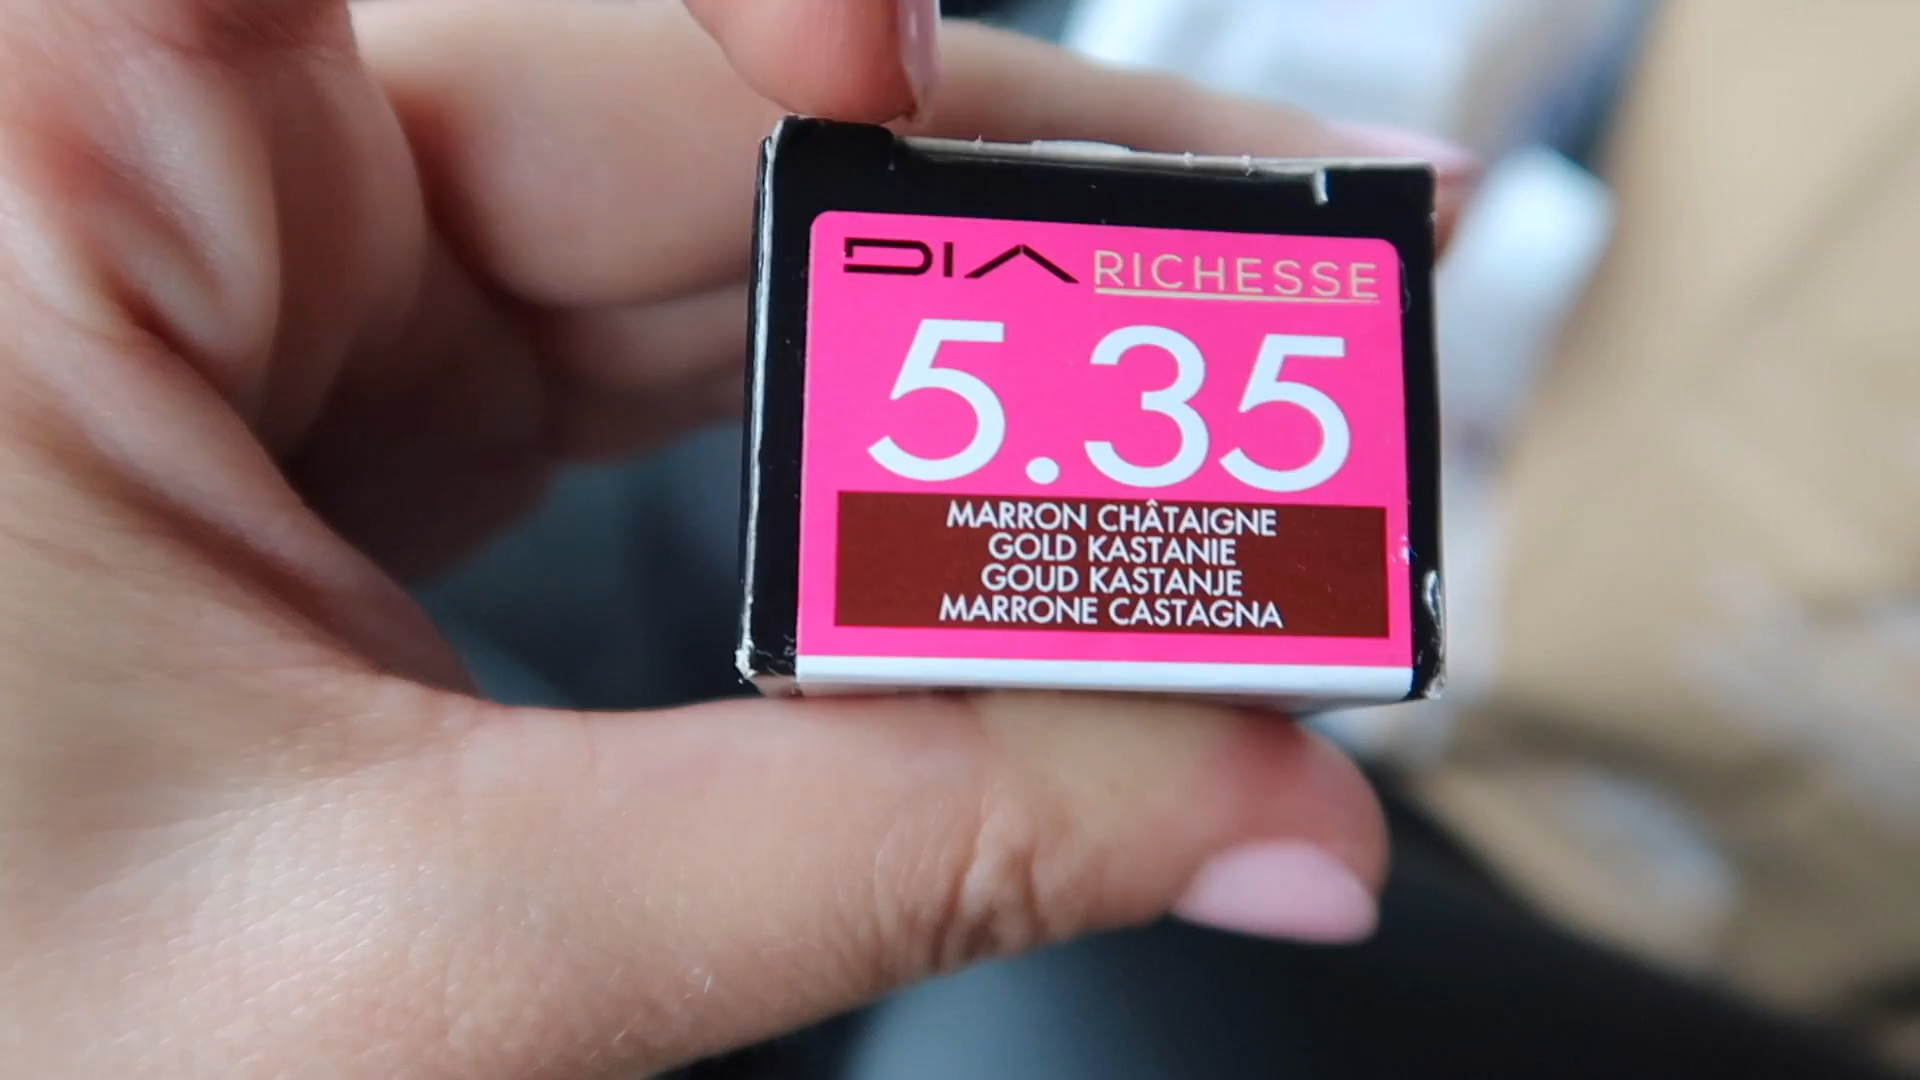 DIA RICHESSE
5.35
MARRON CHÂTAIGNE
GOLD KASTANIE
GOUD KASTANJE
MARRONE CASTAGNA